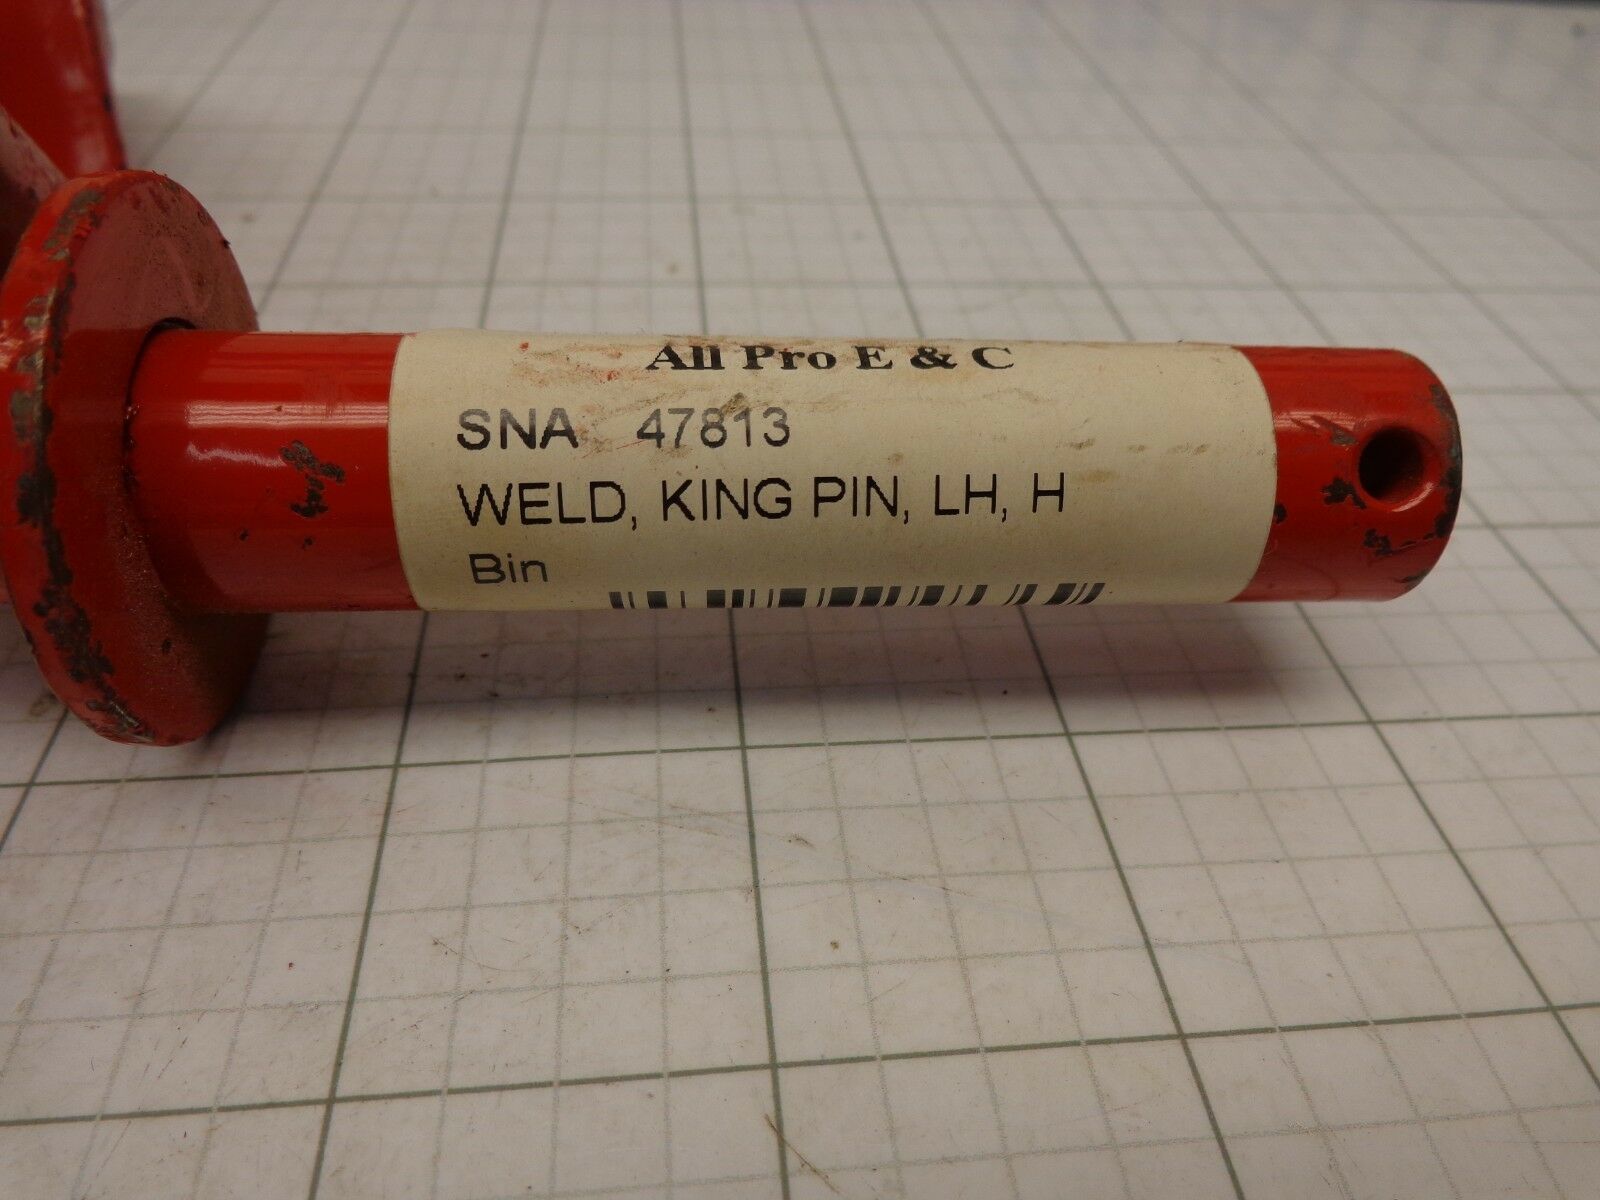 All Pro E & C
SNA 47813
WELD, KING PIN, LH, H
Bin